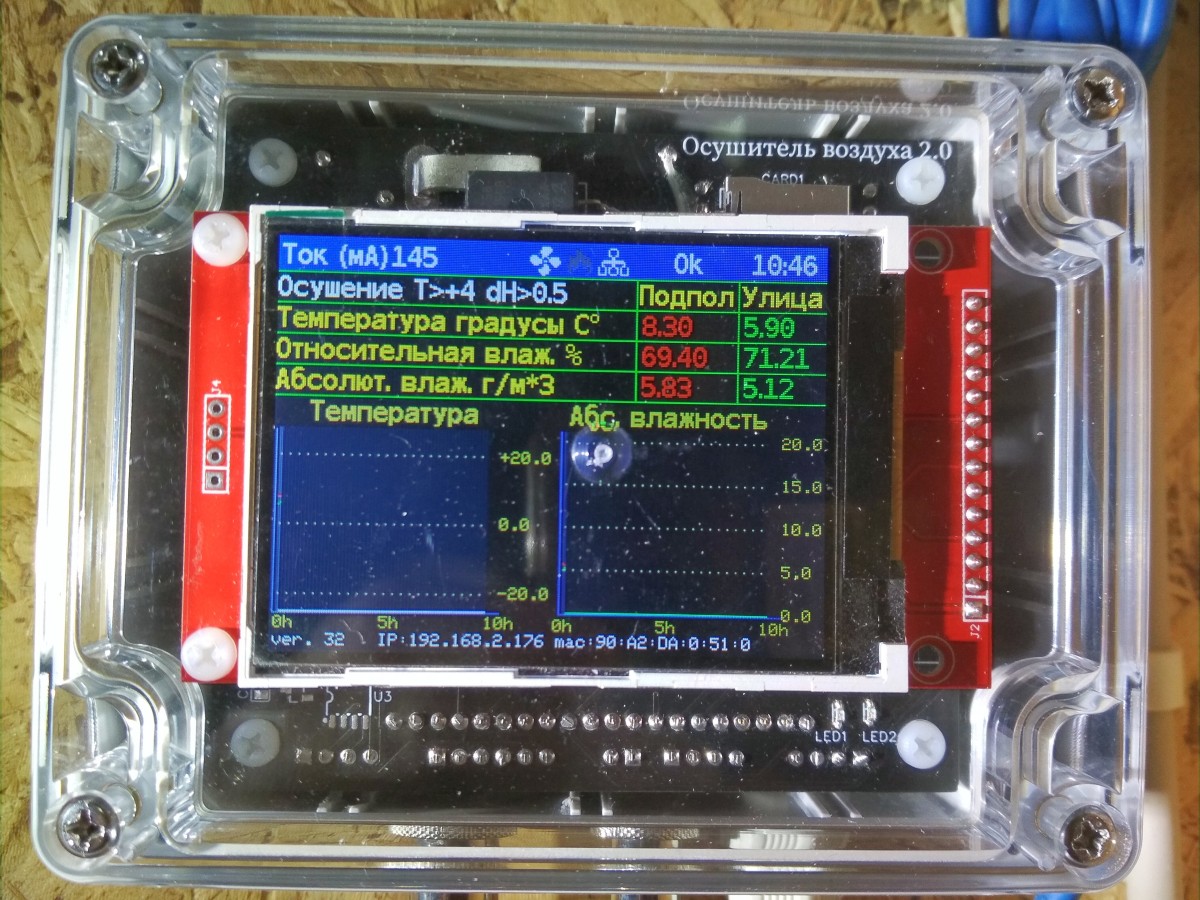 Осушитель воздуха 2.0
CARD1
Ток (мА) 145 Ok 10:46
Осушение T>+4 dH>0.5 Подпол Улица
Температура градусы C° 8.30 5.90
Относительная влаж. % 69.40 71.21
Абсолют. влаж. г/м*3 5.83 5.12
Температура Абс. влажность
+20.0
0.0
-20.0
0h 5h 10h
20.0
15.0
10.0
5.0
0.0
0h 5h 10h
ver. 32 IP:192.168.2.176 mac:90:A2:DA:0:51:0
J4
J2
U3
LED1 LED2